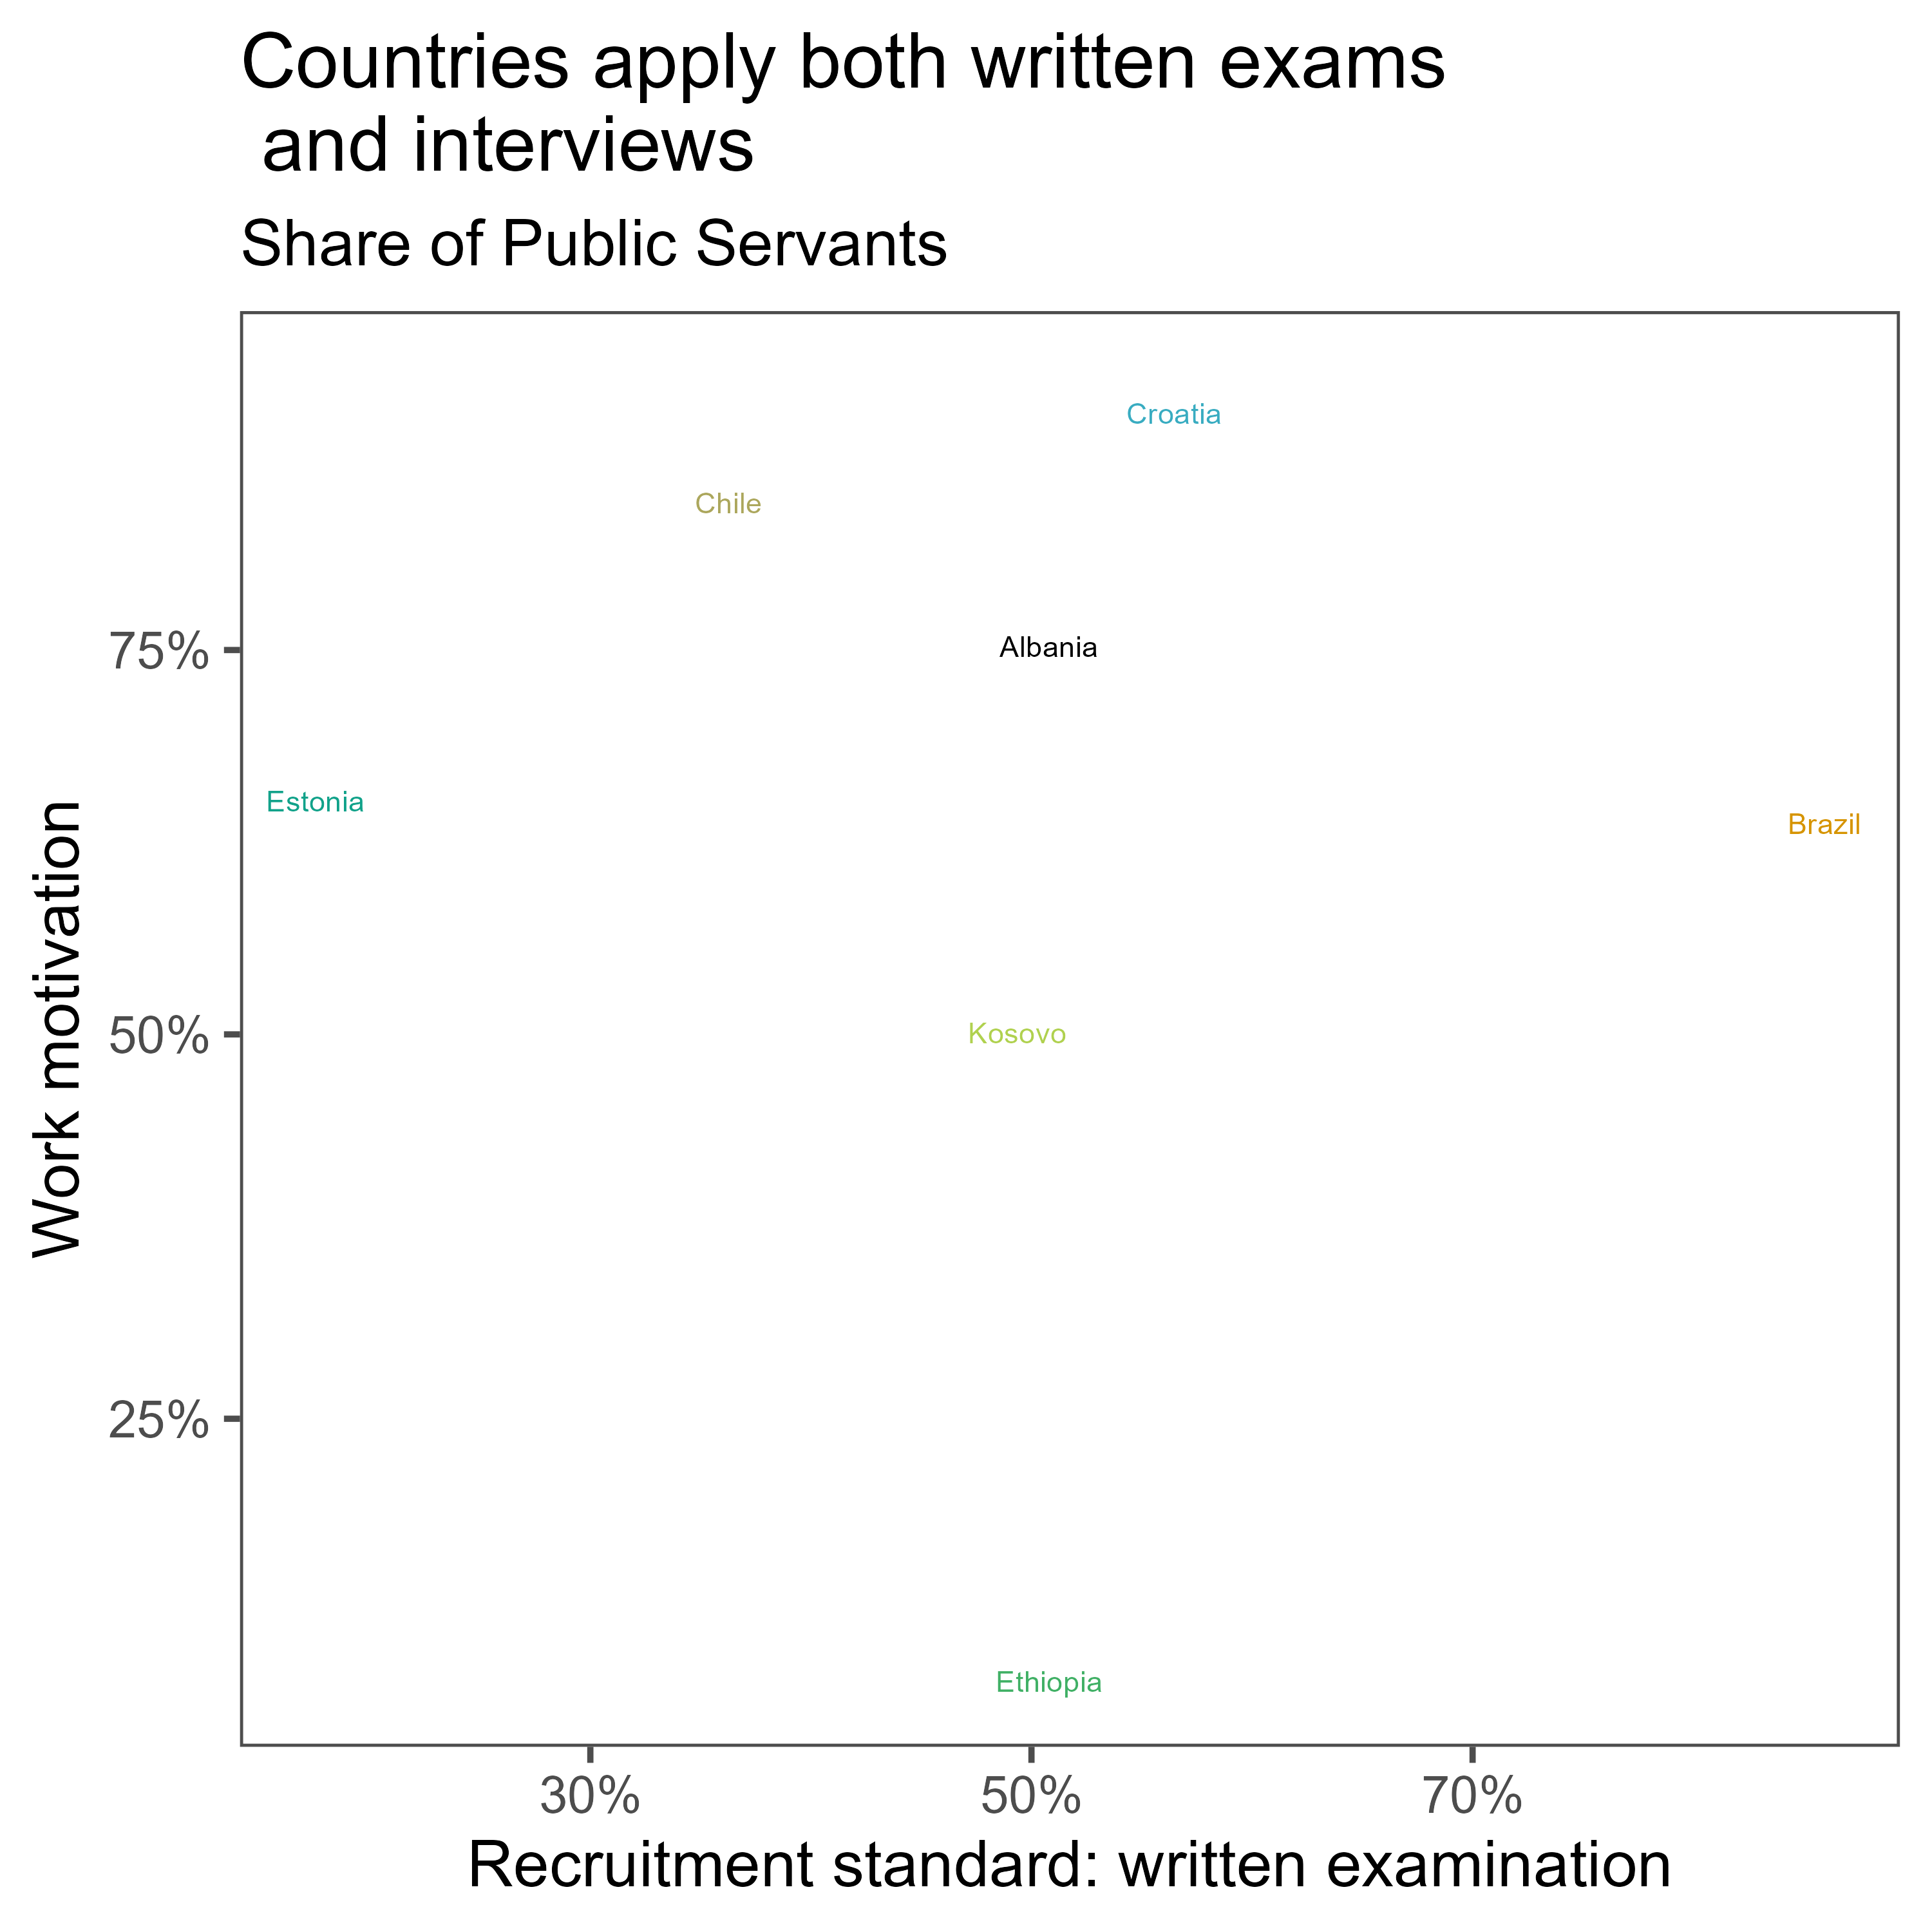 Countries apply both written exams
and interviews
Share of Public Servants
Croatia
Chile
75%
Albania
Estonia
Brazil
Work motivation
50%
Kosovo
25%
Ethiopia
30%
50%
70%
Recruitment standard: written examination